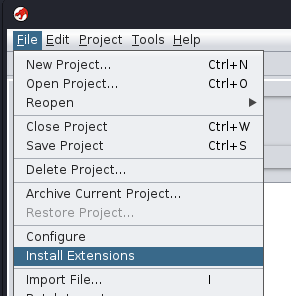 File Edit Project Tools Help
New Project... Ctrl+N
Open Project... Ctrl+O
Reopen
Close Project Ctrl+W
Save Project Ctrl+S
Delete Project...
Archive Current Project...
Restore Project...
Configure
Install Extensions
Import File... I